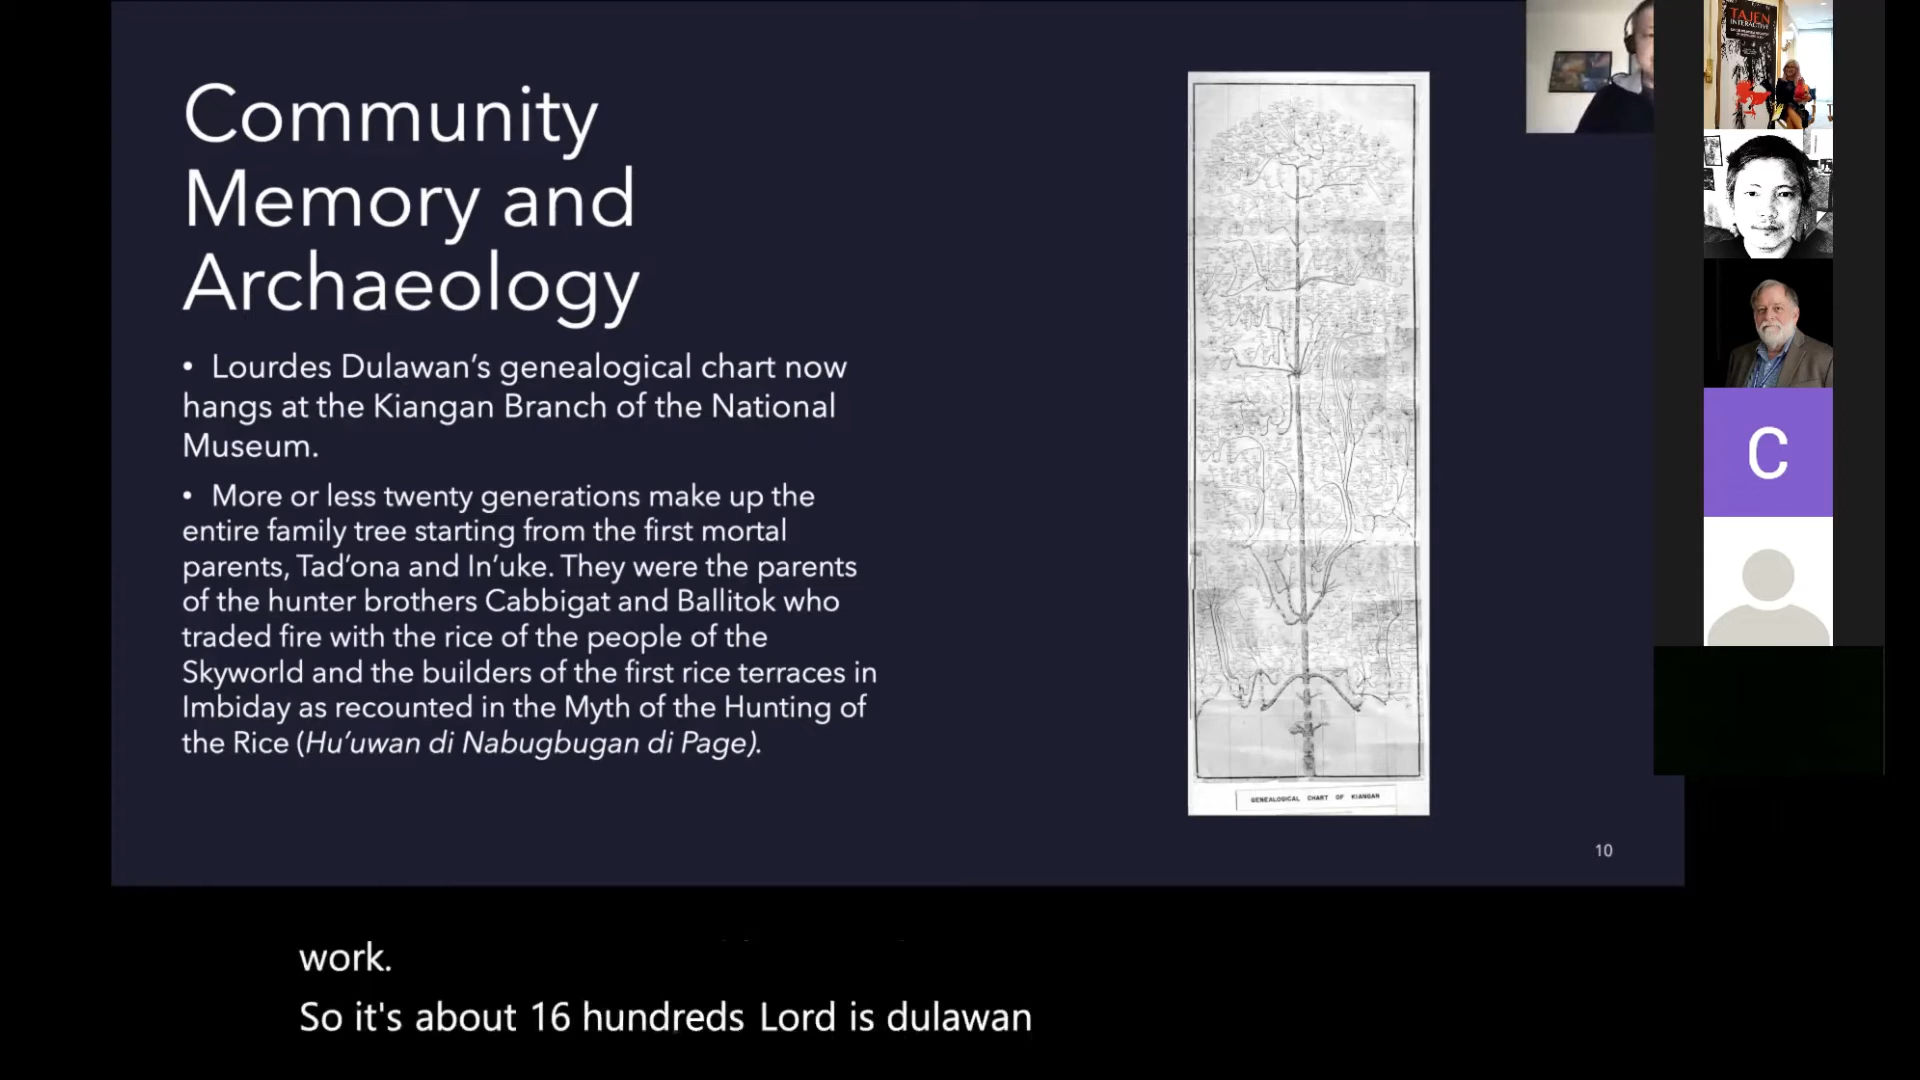 Community
Memory and
Archaeology
• Lourdes Dulawan’s genealogical chart now
hangs at the Kiangan Branch of the National
Museum.
• More or less twenty generations make up the
entire family tree starting from the first mortal
parents, Tad’ona and In’uke. They were the parents
of the hunter brothers Cabbigat and Ballitok who
traded fire with the rice of the people of the
Skyworld and the builders of the first rice terraces in
Imbiday as recounted in the Myth of the Hunting of
the Rice (Hu’uwan di Nabugbugan di Page).
GENEALOGICAL CHART OF KIANGAN
10
TAJEN
INTERACTIVE
C
work.
So it's about 16 hundreds Lord is dulawan